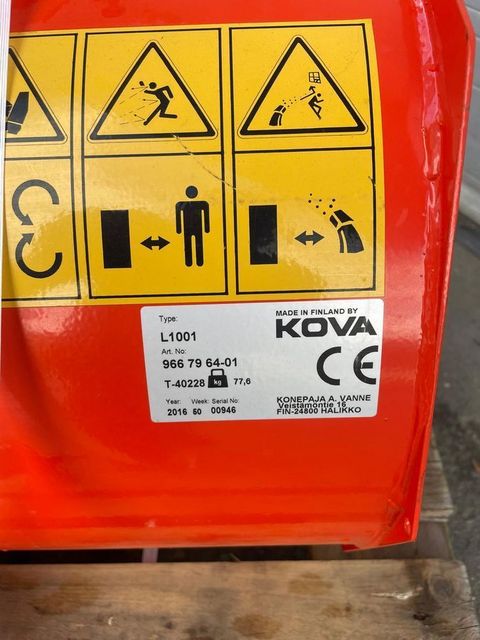 Type:
MADE IN FINLAND BY
L1001
KOVA
Art. No:
966 79 64-01
CE
T-40228 kg 77,6
Year: Week: Serial No:
2016 50 00946
KONEPAJA A. VANNE
Veistämöntie 16
FIN-24800 HALIKKO